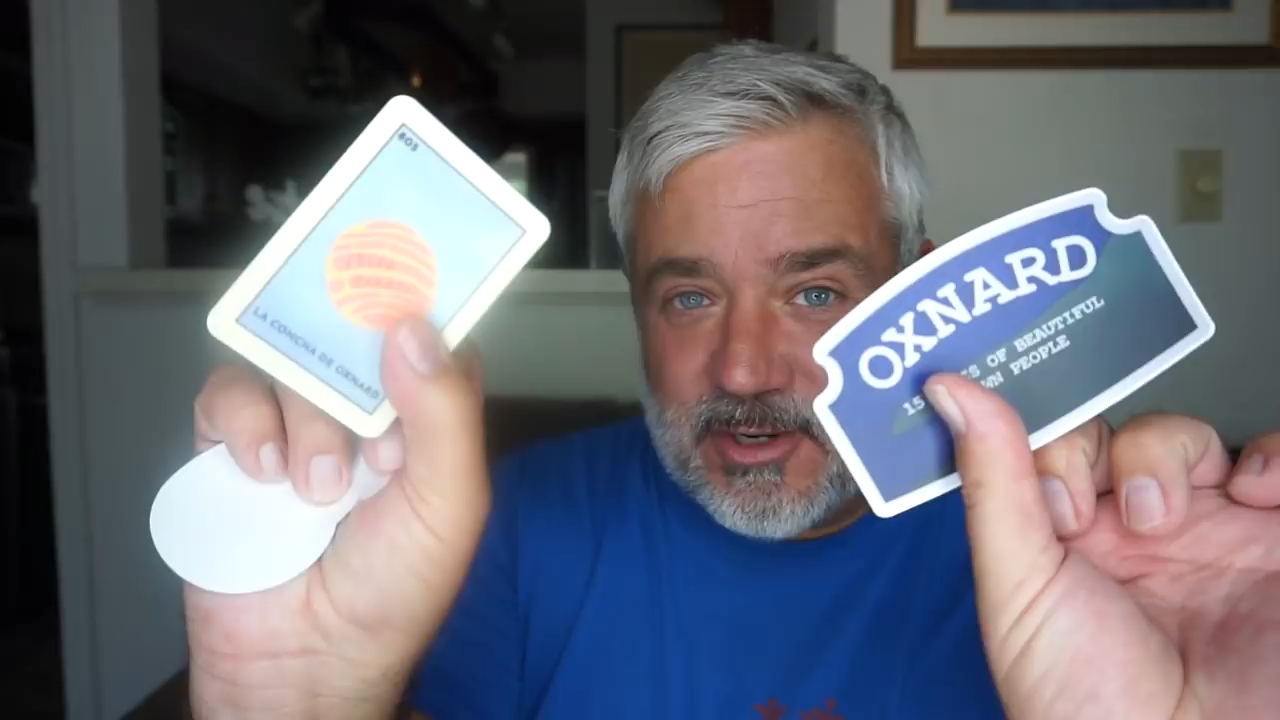 805
LA CONCHA DE OXNARD
OXNARD
OF BEAUTIFUL
15 PEOPLE